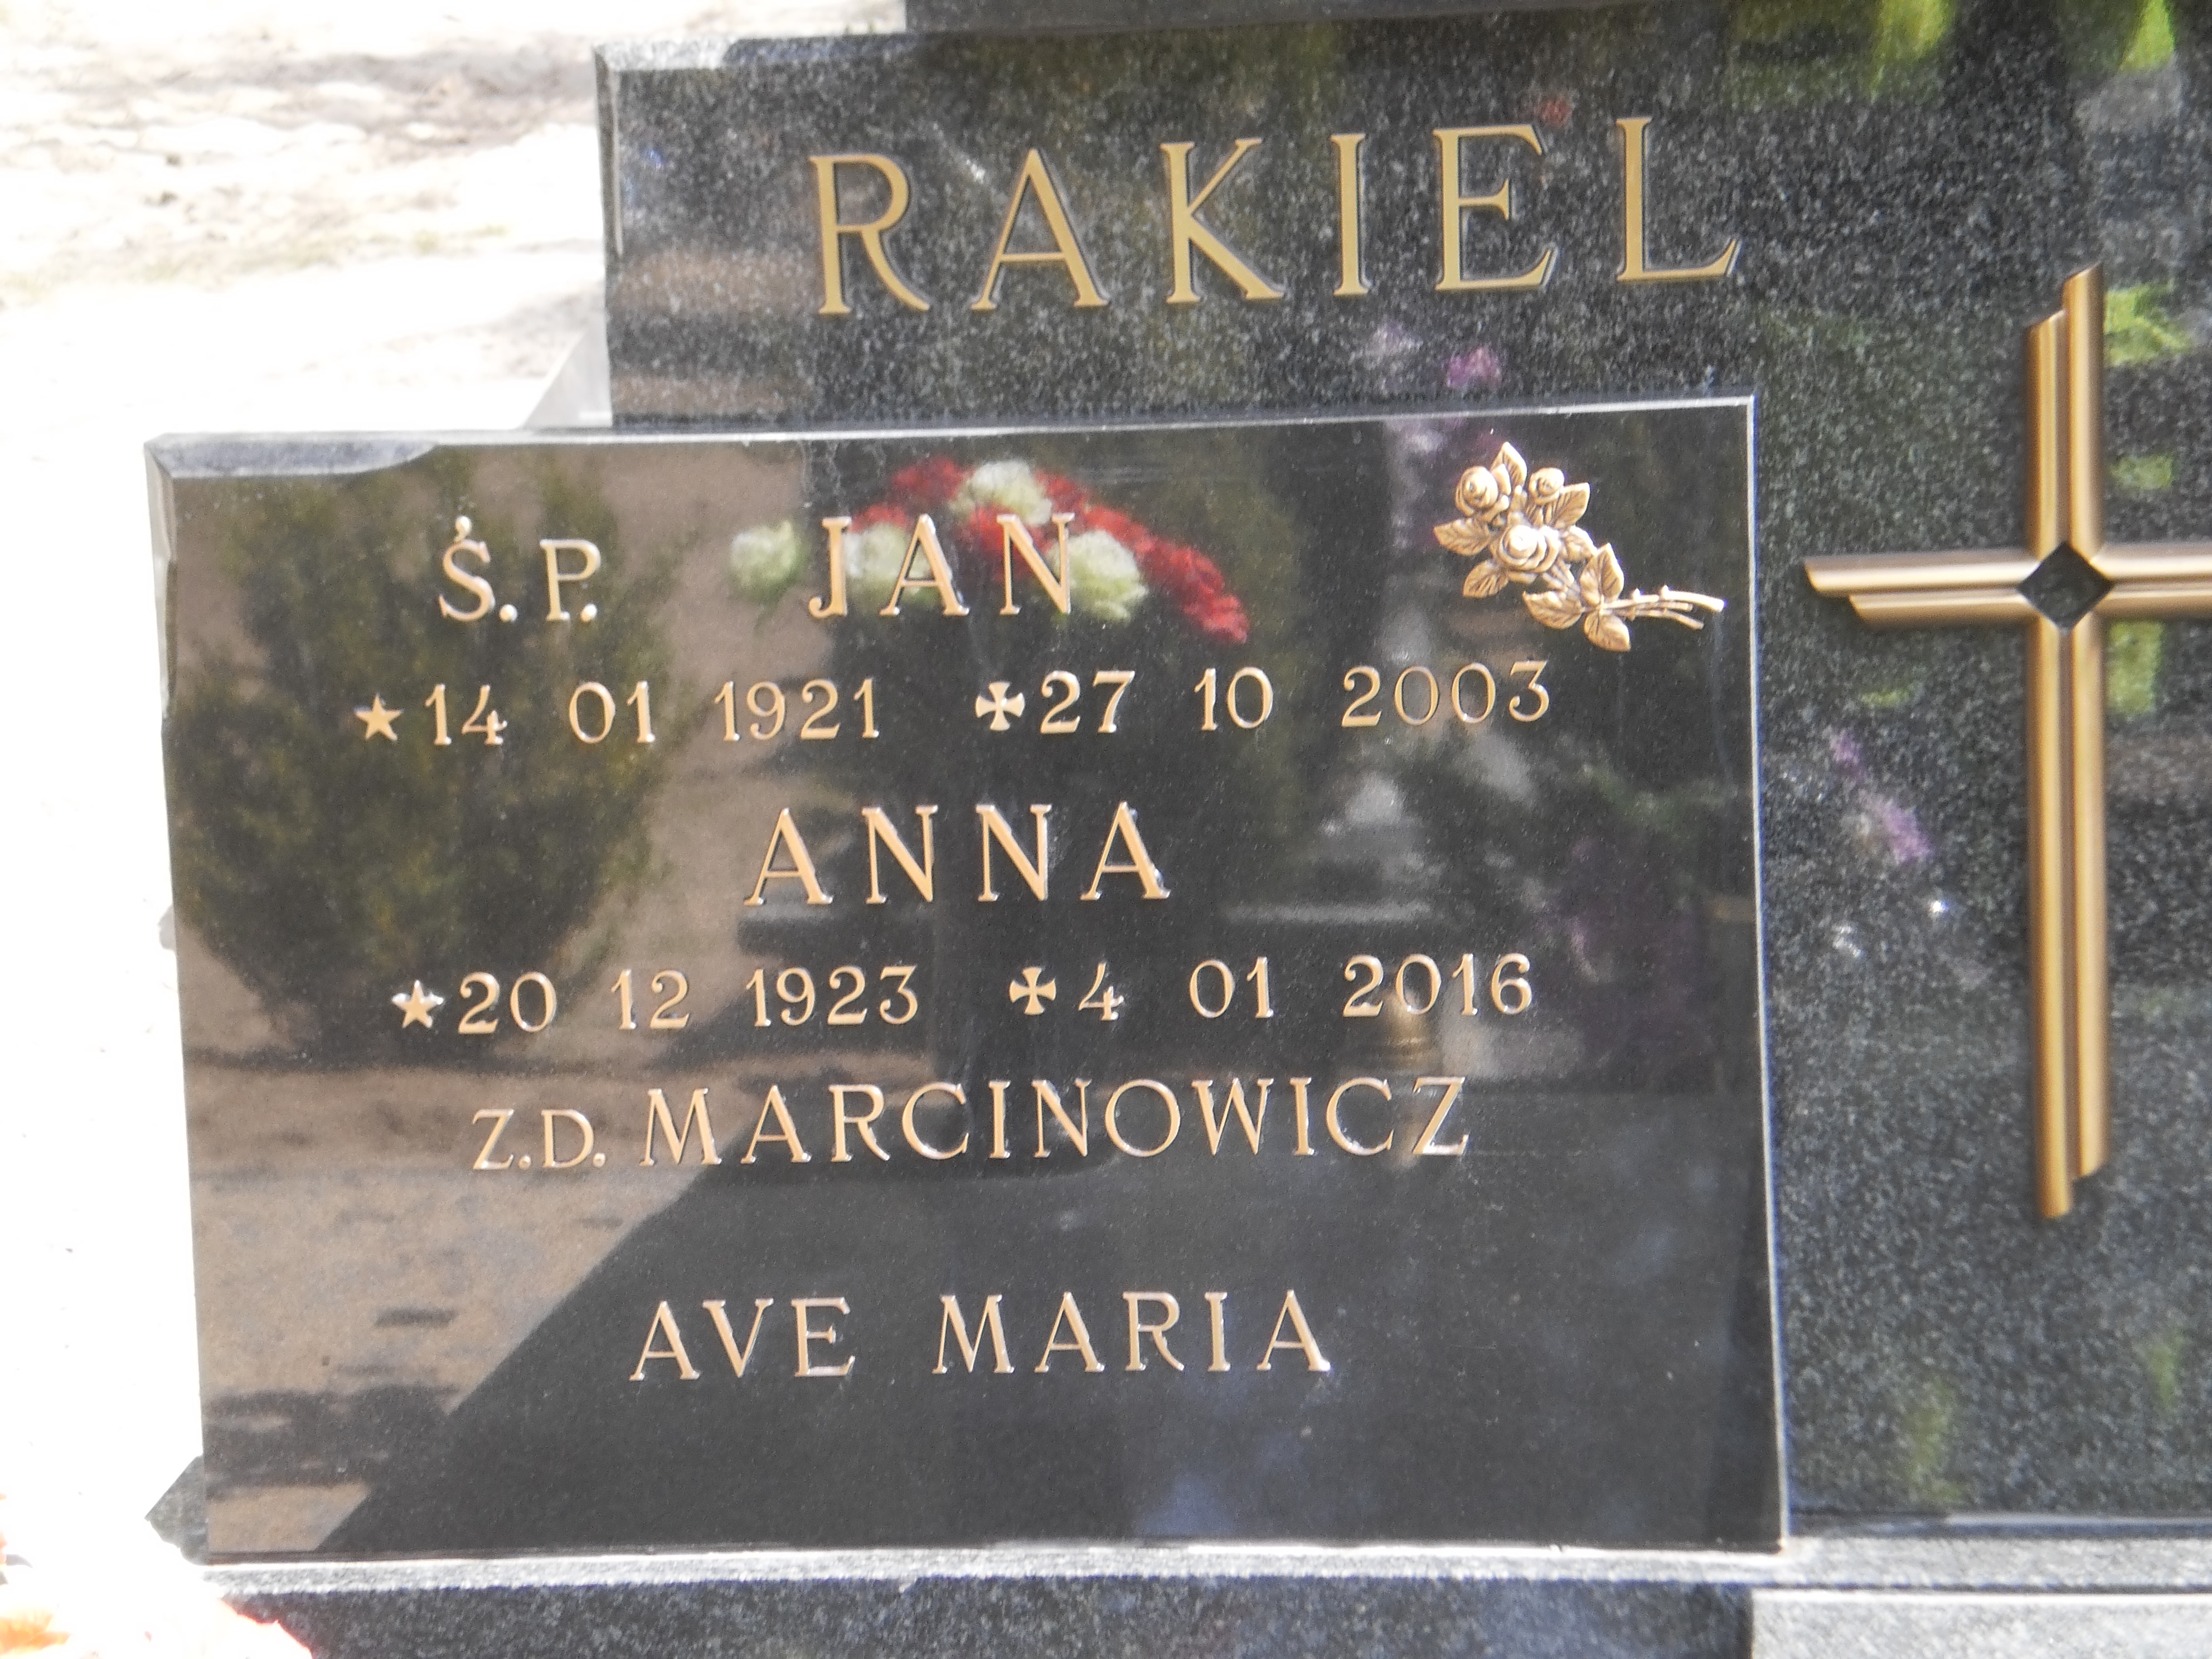 RAKIEL
Ś.P. JAN
★14 01 1921 ✠27 10 2003
ANNA
★20 12 1923 ✠4 01 2016
Z.D. MARCINOWICZ
AVE MARIA